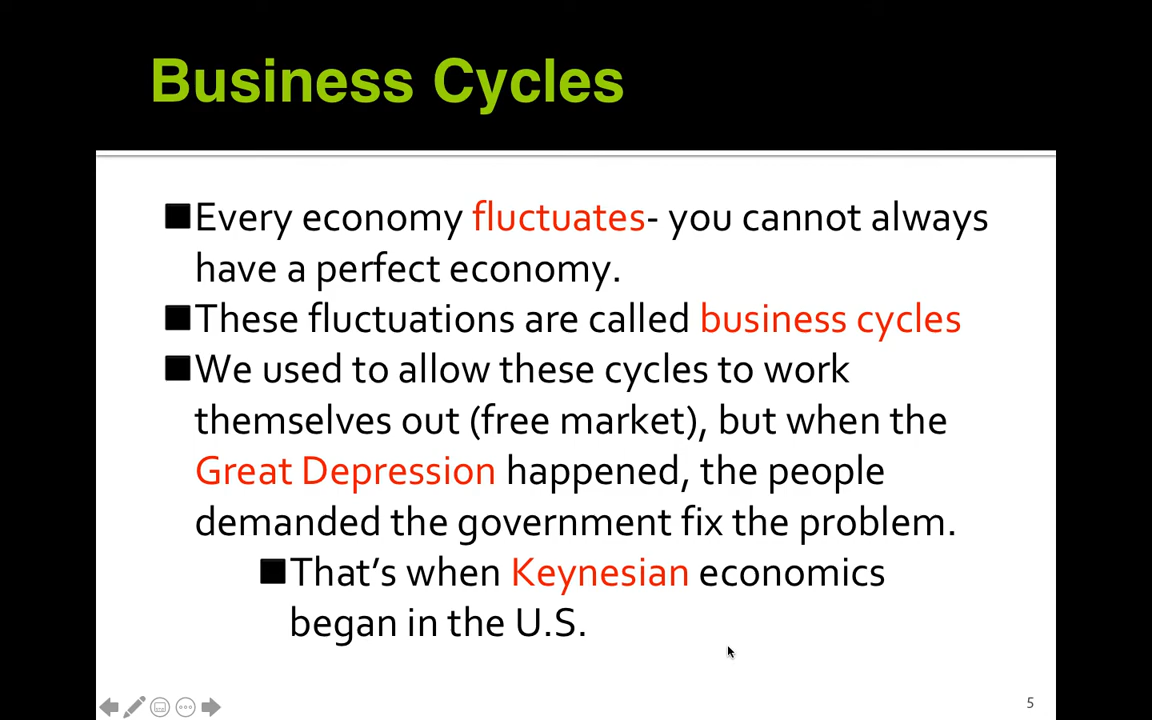 Business Cycles
■Every economy fluctuates- you cannot always
have a perfect economy.
■These fluctuations are called business cycles
■We used to allow these cycles to work
themselves out (free market), but when the
Great Depression happened, the people
demanded the government fix the problem.
■That’s when Keynesian economics
began in the U.S.
5